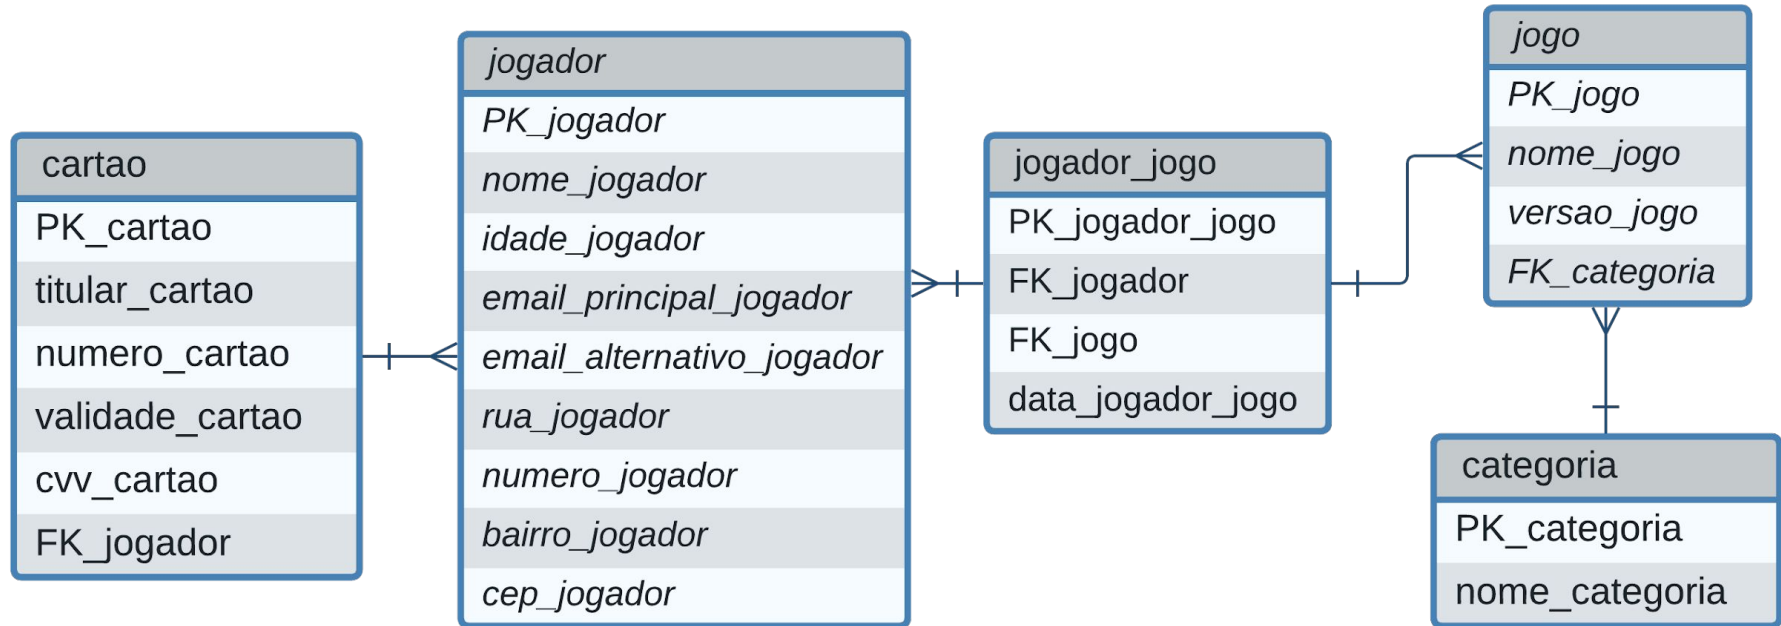 cartao
PK_cartao
titular_cartao
numero_cartao
validade_cartao
cvv_cartao
FK_jogador
jogador
PK_jogador
nome_jogador
idade_jogador
email_principal_jogador
email_alternativo_jogador
rua_jogador
numero_jogador
bairro_jogador
cep_jogador
jogador_jogo
PK_jogador_jogo
FK_jogador
FK_jogo
data_jogador_jogo
jogo
PK_jogo
nome_jogo
versao_jogo
FK_categoria
categoria
PK_categoria
nome_categoria